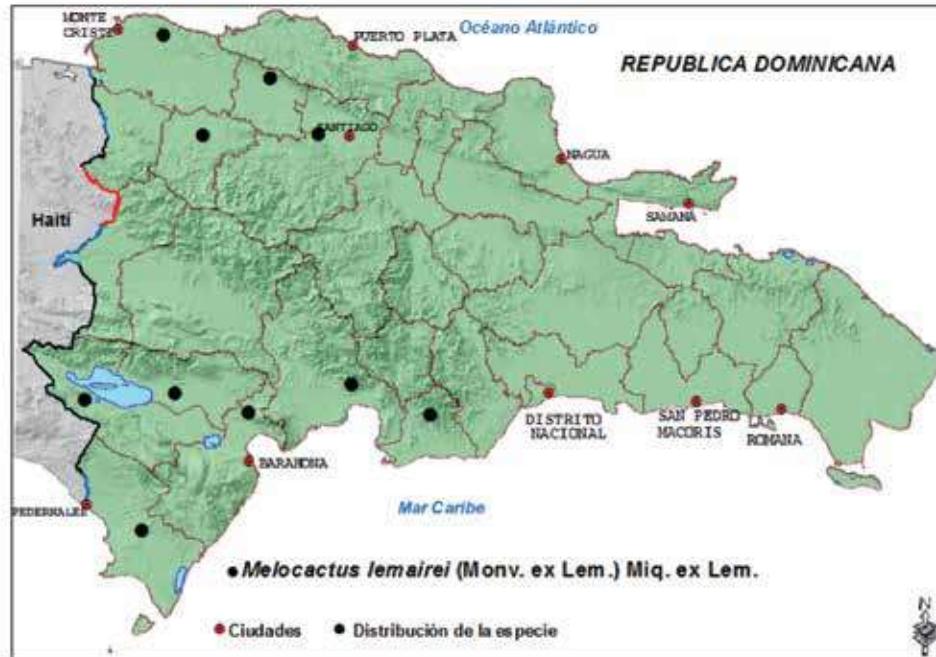 MONTE
CRISTI
PUERTO PLATA
Océano Atlántico
REPUBLICA DOMINICANA
SANTIAGO
NAGUA
Haití
SAMANA
DISTRITO
NACIONAL
SAN PEDRO
MACORIS
LA
ROMANA
BARAHONA
PEDERNALES
Mar Caribe
Melocactus lemairei (Monv. ex Lem.) Miq. ex Lem.
Ciudades
Distribución de la especie
N